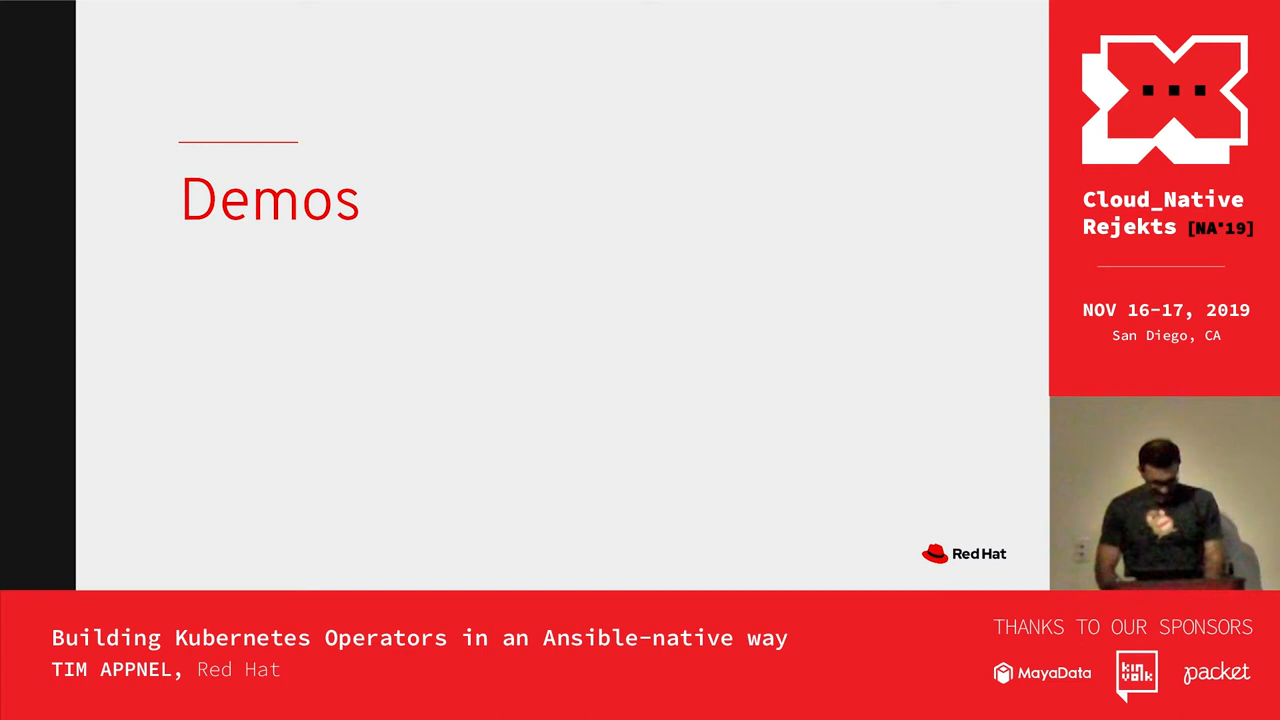 Demos
Red Hat
Cloud_Native
Rejekts [NA'19]
NOV 16-17, 2019
San Diego, CA
Building Kubernetes Operators in an Ansible-native way
TIM APPNEL, Red Hat
THANKS TO OUR SPONSORS
MayaData
kinvolk
packet